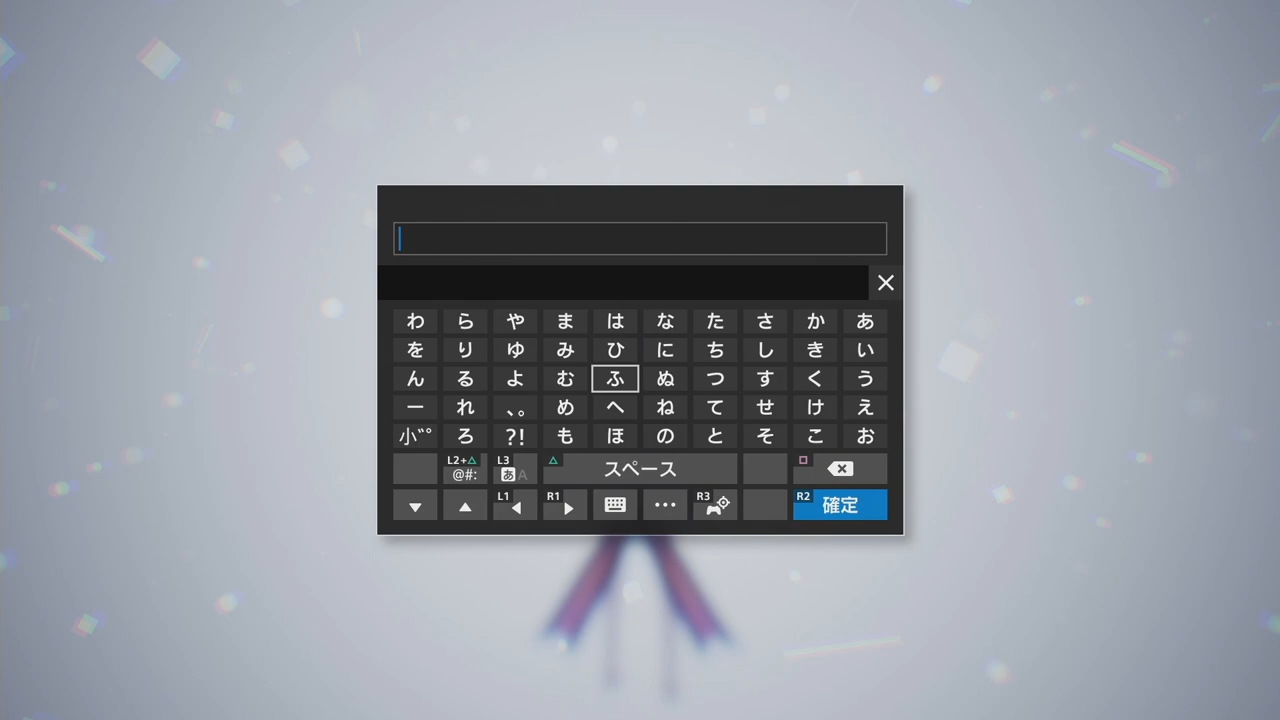 わ ら や ま は な た さ か あ
を り ゆ み ひ に ち し き い
ん る よ む ふ ぬ つ す く う
ー れ 、。 め へ ね て せ け え
小゛゜ ろ ?! も ほ の と そ こ お
L2+△ @#: L3 あ A △ スペース □
L1 R1 ••• R3 R2 確定